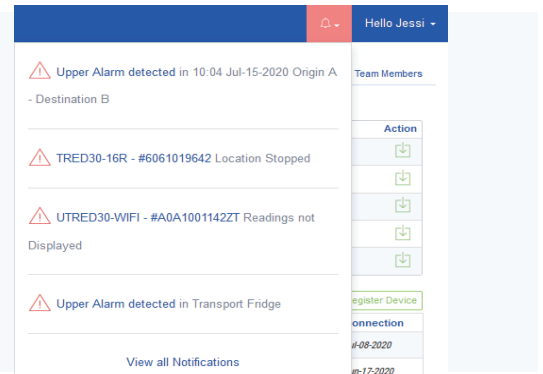 Hello Jessi
Upper Alarm detected in 10:04 Jul-15-2020 Origin A
- Destination B
Team Members
Action
TRED30-16R - #6061019642 Location Stopped
UTRED30-WIFI - #A0A1001142ZT Readings not
Displayed
Upper Alarm detected in Transport Fridge
egister Device
onnection
ul-08-2020
un-17-2020
View all Notifications